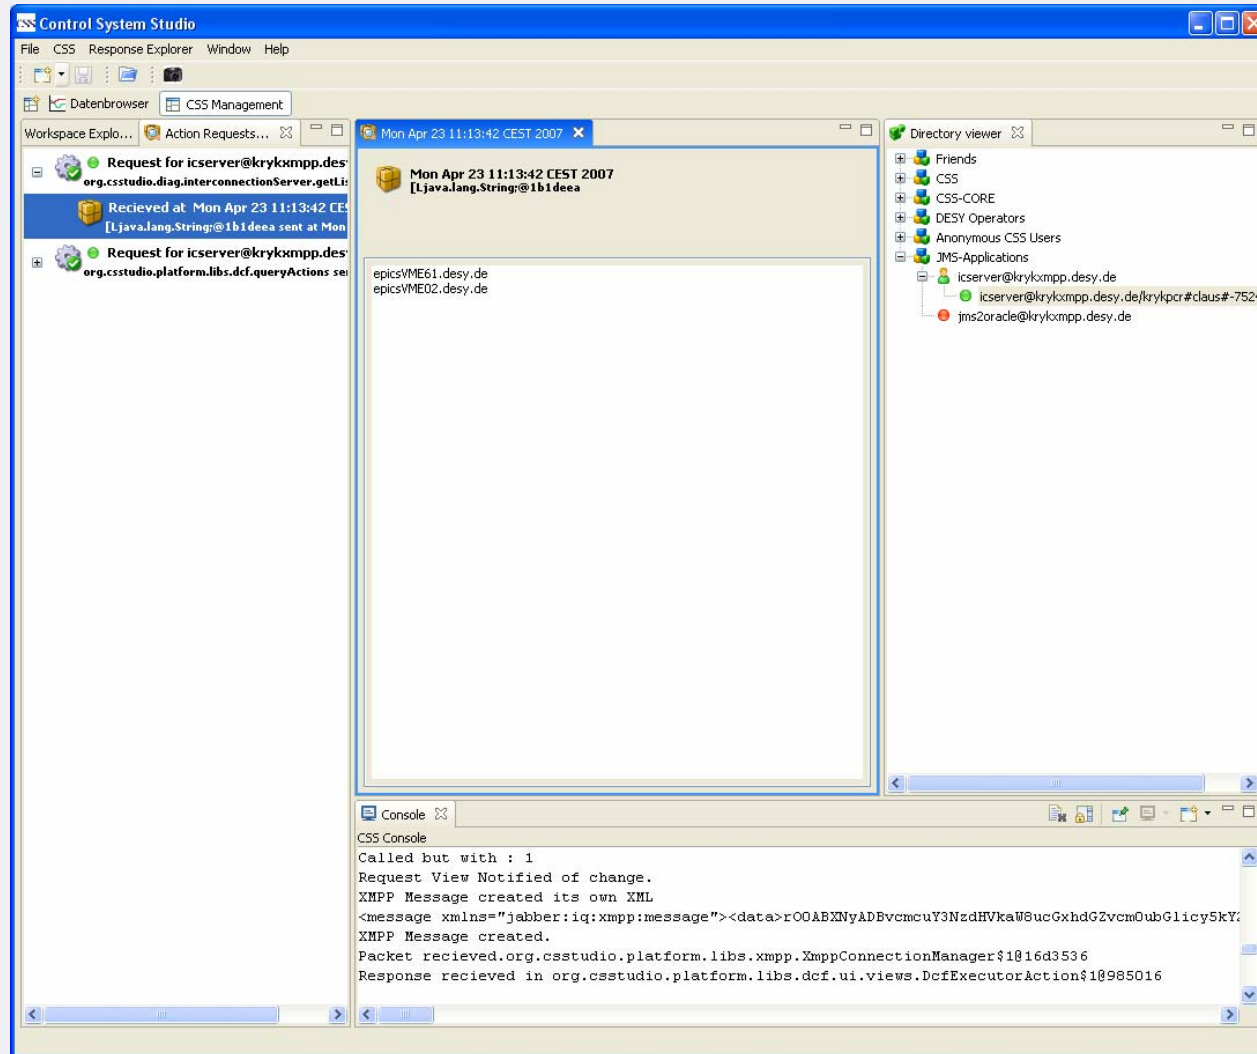 CSS Control System Studio
File CSS Response Explorer Window Help
Datenbrowser CSS Management
Workspace Explo... Action Requests...
Request for icserver@krykxmpp.des
org.csstudio.diag.interconnectionServer.getLis
Recieved at Mon Apr 23 11:13:42 CES
[Ljava.lang.String;@1b1deea sent at Mon
Request for icserver@krykxmpp.des
org.csstudio.platform.libs.dcf.queryActions sen
Mon Apr 23 11:13:42 CEST 2007
Mon Apr 23 11:13:42 CEST 2007
[Ljava.lang.String;@1b1deea
epicsVME61.desy.de
epicsVME02.desy.de
Directory viewer
Friends
CSS
CSS-CORE
DESY Operators
Anonymous CSS Users
JMS-Applications
icserver@krykxmpp.desy.de
icserver@krykxmpp.desy.de/krykpcr#claus#-752
jms2oracle@krykxmpp.desy.de
Console
CSS Console
Called but with : 1
Request View Notified of change.
XMPP Message created its own XML
<message xmlns="jabber:iq:xmpp:message"><data>rO0ABXNyADBvcmcuY3NzdHVkaW8ucGxhdGZvcm0ubGlicy5kY2
XMPP Message created.
Packet recieved.org.csstudio.platform.libs.xmpp.XmppConnectionManager$1@16d3536
Response recieved in org.csstudio.platform.libs.dcf.ui.views.DcfExecutorAction$1@985016